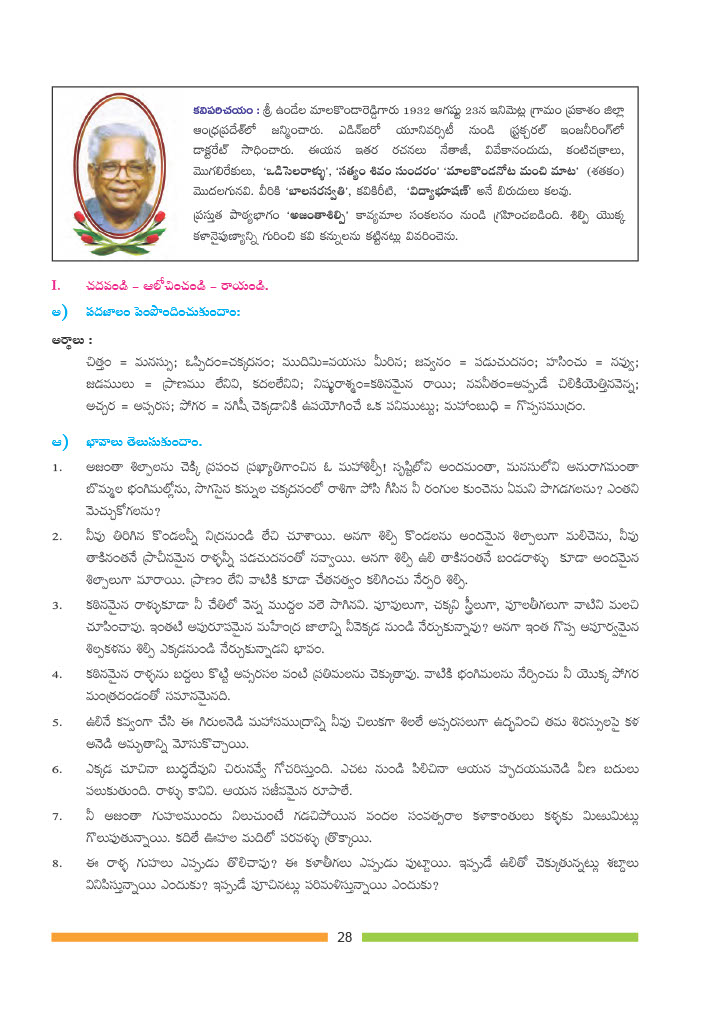 కవిపరిచయం : శ్రీ ఉండేల మాలకొండారెడ్డిగారు 1932 ఆగష్టు 23న ఇనిమెట్ల గ్రామం ప్రకాశం జిల్లా
ఆంధ్రప్రదేశ్‌లో జన్మించారు. ఎడిన్‌బరో యూనివర్సిటీ నుండి స్ట్రక్చరల్ ఇంజనీరింగ్‌లో
డాక్టరేట్ సాధించారు. ఈయన ఇతర రచనలు నేతాజీ, వివేకానందుడు, కంటిచక్రాలు,
మొగలిరేకులు, 'ఒడిసెలరాళ్ళు', 'సత్యం శివం సుందరం' 'మాలకొండనోట మంచి మాట' (శతకం)
మొదలగునవి. వీరికి 'బాలసరస్వతి', కవికిరీటి, 'విద్యాభూషణ్' అనే బిరుదులు కలవు.
ప్రస్తుత పాఠ్యభాగం 'అజంతాశిల్పి' కావ్యమాల సంకలనం నుండి గ్రహించబడింది. శిల్పి యొక్క
కళానైపుణ్యాన్ని గురించి కవి కన్నులను కట్టినట్లు వివరించెను.
I. చదవండి – ఆలోచించండి – రాయండి.
అ) పదజాలం పెంపొందించుకుందాం:
అర్థాలు :
చిత్తం = మనస్సు; ఒప్పిదం=చక్కదనం; ముదిమి=వయసు మీరిన; జవ్వనం = పడుచుదనం; హసించు = నవ్వు;
జడములు = ప్రాణము లేనివి, కదలలేనివి; నిష్ఠురాశ్మం=కఠినమైన రాయి; నవనీతం=అప్పుడే చిలికియెత్తినవెన్న;
అచ్చర = అప్సరస; పోగర = నగిషీ చెక్కడానికి ఉపయోగించే ఒక పనిముట్టు; మహాంబుధి = గొప్పసముద్రం.
ఆ) భావాలు తెలుసుకుందాం.
1. అజంతా శిల్పాలను చెక్కి ప్రపంచ ప్రఖ్యాతిగాంచిన ఓ మహాశిల్పీ! సృష్టిలోని అందమంతా, మనసులోని అనురాగమంతా
బొమ్మల భంగిమల్లోను, సొగసైన కన్నుల చక్కదనంలో రాశిగా పోసి గీసిన నీ రంగుల కుంచెను ఏమని పొగడగలను? ఎంతని
మెచ్చుకోగలను?
2. నీవు తిరిగిన కొండలన్నీ నిద్రనుండి లేచి చూశాయి. అనగా శిల్పి కొండలను అందమైన శిల్పాలుగా మలిచెను, నీవు
తాకినంతనే ప్రాచీనమైన రాళ్ళన్నీ పడచుదనంతో నవ్వాయి. అనగా శిల్పి ఉలి తాకినంతనే బండరాళ్ళు కూడా అందమైన
శిల్పాలుగా మారాయి. ప్రాణం లేని వాటికి కూడా చేతనత్వం కలిగించు నేర్పరి శిల్పి.
3. కఠినమైన రాళ్ళుకూడా నీ చేతిలో వెన్న ముద్దల వలె సాగినవి. పూవులుగా, చక్కని స్త్రీలుగా, పూలతీగలుగా వాటిని మలచి
చూపించావు. ఇంతటి అపురూపమైన మహేంద్ర జాలాన్ని నీవెక్కడ నుండి నేర్చుకున్నావు? అనగా ఇంత గొప్ప అపూర్వమైన
శిల్పకళను శిల్పి ఎక్కడనుండి నేర్చుకున్నాడని భావం.
4. కఠినమైన రాళ్ళను బద్దలు కొట్టి అప్సరసల వంటి ప్రతిమలను చెక్కుతావు. వాటికి భంగిమలను నేర్పించు నీ యొక్క పోగర
మంత్రదండంతో సమానమైనది.
5. ఉలినే కవ్వంగా చేసి ఈ గిరులనెడి మహాసముద్రాన్ని నీవు చిలుకగా శిలలే అప్సరసలుగా ఉద్భవించి తమ శిరస్సులపై కళ
అనెడి అమృతాన్ని మోసుకొచ్చాయి.
6. ఎక్కడ చూచినా బుద్ధదేవుని చిరునవ్వే గోచరిస్తుంది. ఎచట నుండి పిలిచినా ఆయన హృదయమనెడి వీణ బదులు
పలుకుతుంది. రాళ్ళు కావివి. ఆయన సజీవమైన రూపాలే.
7. నీ అజంతా గుహలముందు నిలుచుంటే గడచిపోయిన వందల సంవత్సరాల కళాకాంతులు కళ్ళకు మిఱుమిట్లు
గొలుపుతున్నాయి. కదిలే ఊహల మదిలో పరవళ్ళు త్రొక్కాయి.
8. ఈ రాళ్ళ గుహలు ఎప్పుడు తొలిచావు? ఈ కళాతీగలు ఎప్పుడు పుట్టాయి. ఇప్పుడే ఉలితో చెక్కుతున్నట్లు శబ్దాలు
వినిపిస్తున్నాయి ఎందుకు? ఇప్పుడే పూచినట్లు పరిమళిస్తున్నాయి ఎందుకు?
28